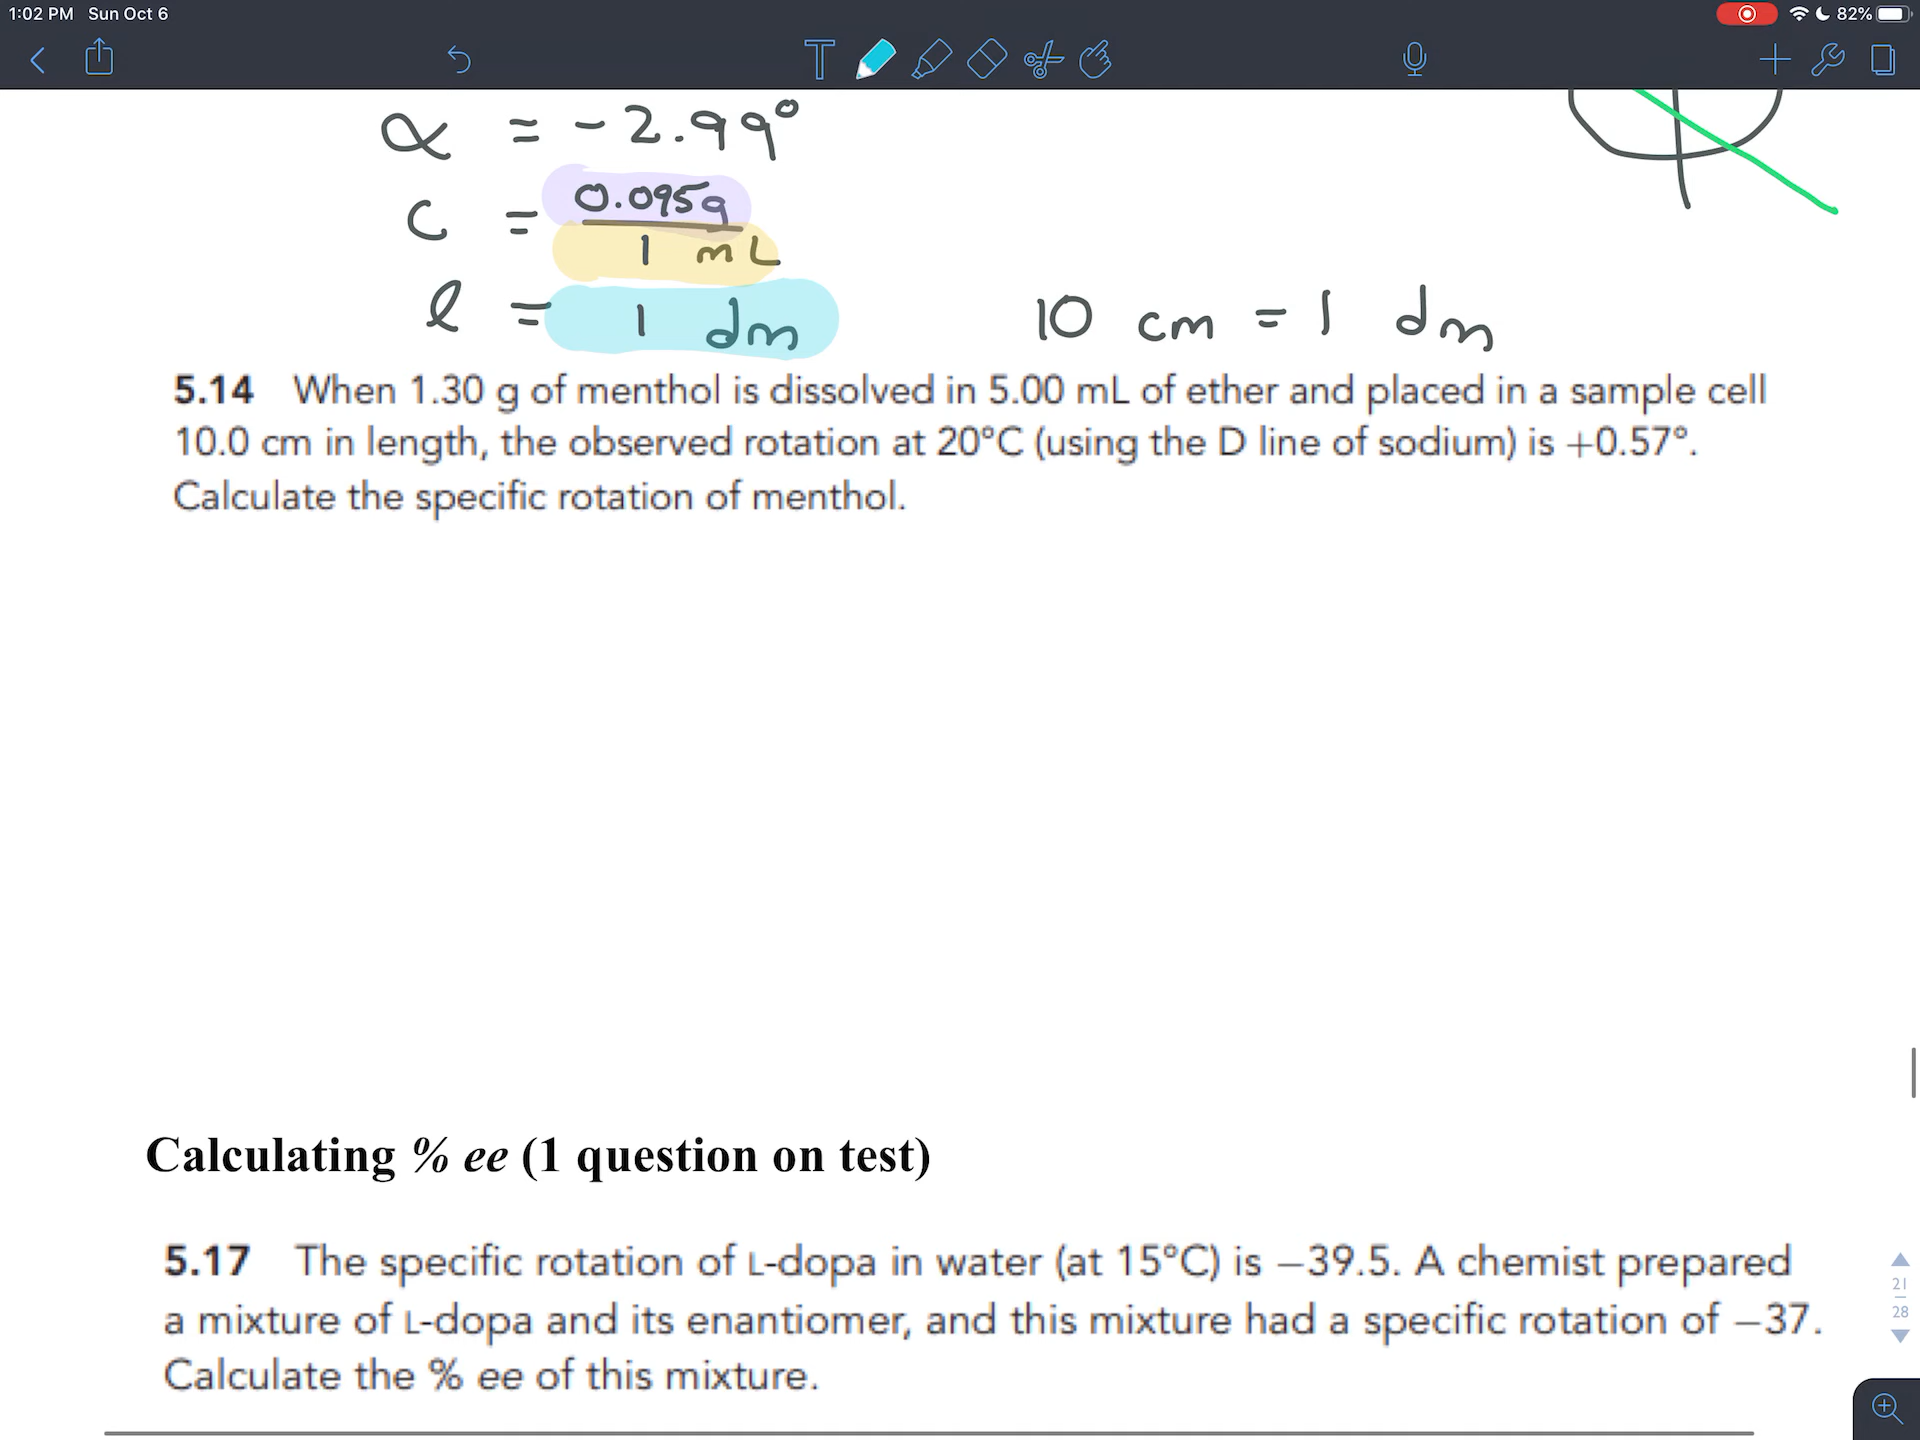 1:02 PM Sun Oct 6
82%
T
α = -2.99°
c = 0.095g
1 mL
ℓ = 1 dm 10 cm = 1 dm
5.14 When 1.30 g of menthol is dissolved in 5.00 mL of ether and placed in a sample cell
10.0 cm in length, the observed rotation at 20°C (using the D line of sodium) is +0.57°.
Calculate the specific rotation of menthol.
Calculating % ee (1 question on test)
5.17 The specific rotation of L-dopa in water (at 15°C) is −39.5. A chemist prepared
a mixture of L-dopa and its enantiomer, and this mixture had a specific rotation of −37.
Calculate the % ee of this mixture.
21
28